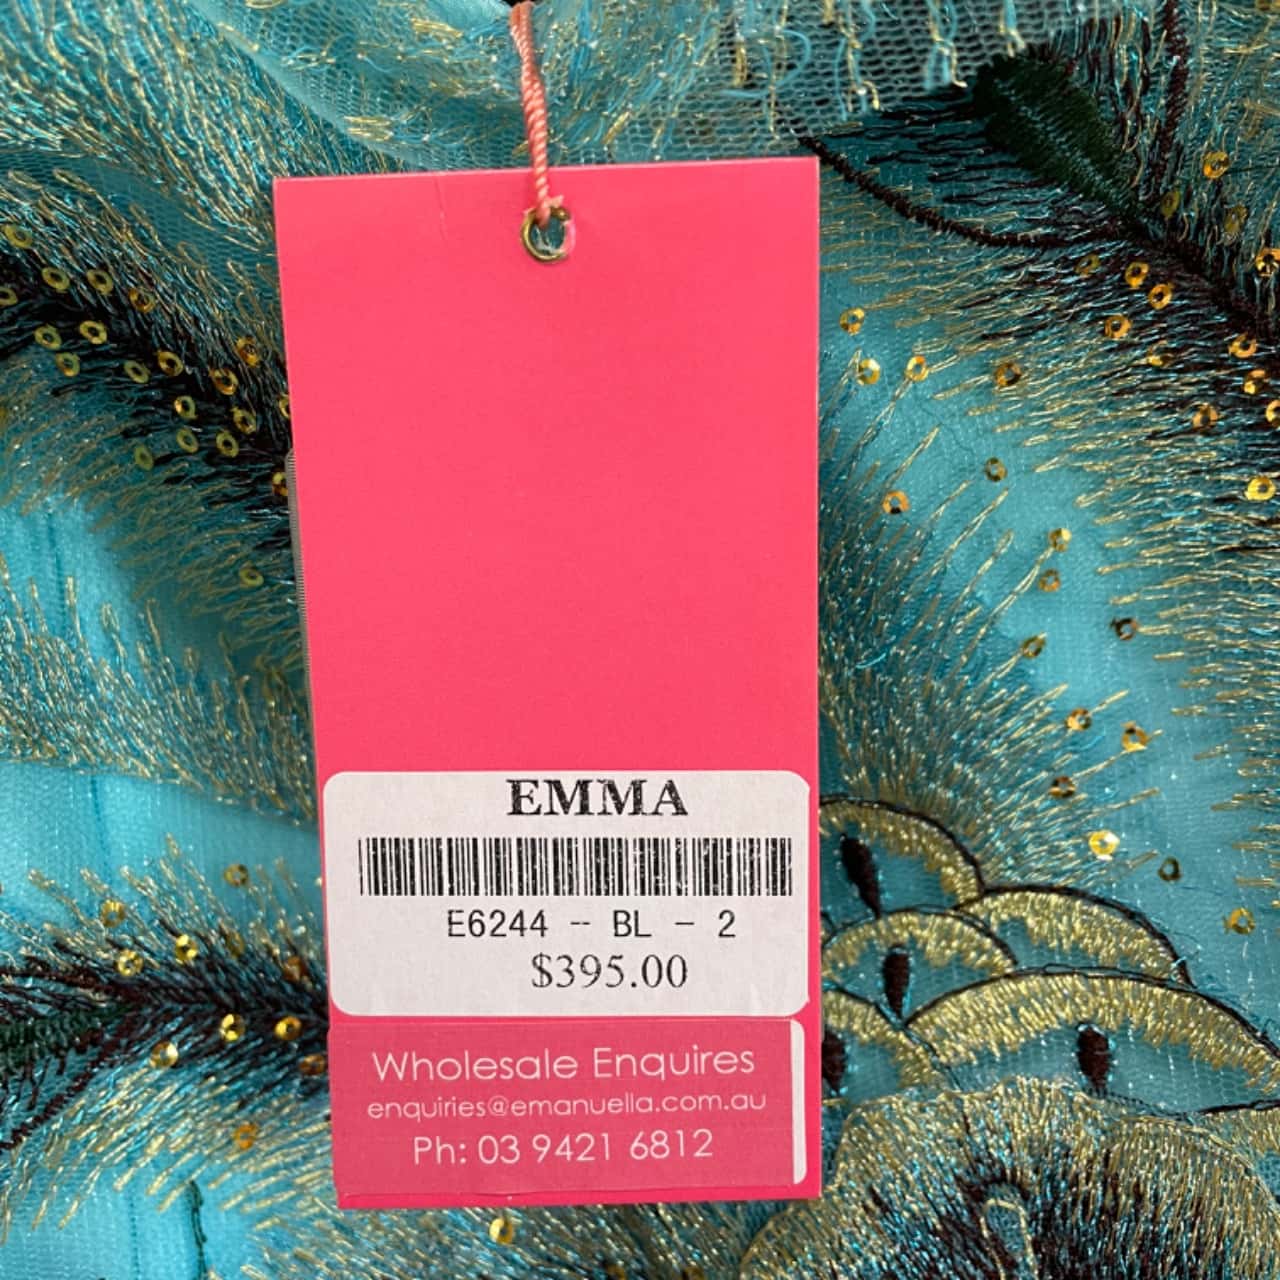 EMMA
E6244 -- BL - 2
$395.00
Wholesale Enquires
enquiries@emanuella.com.au
Ph: 03 9421 6812